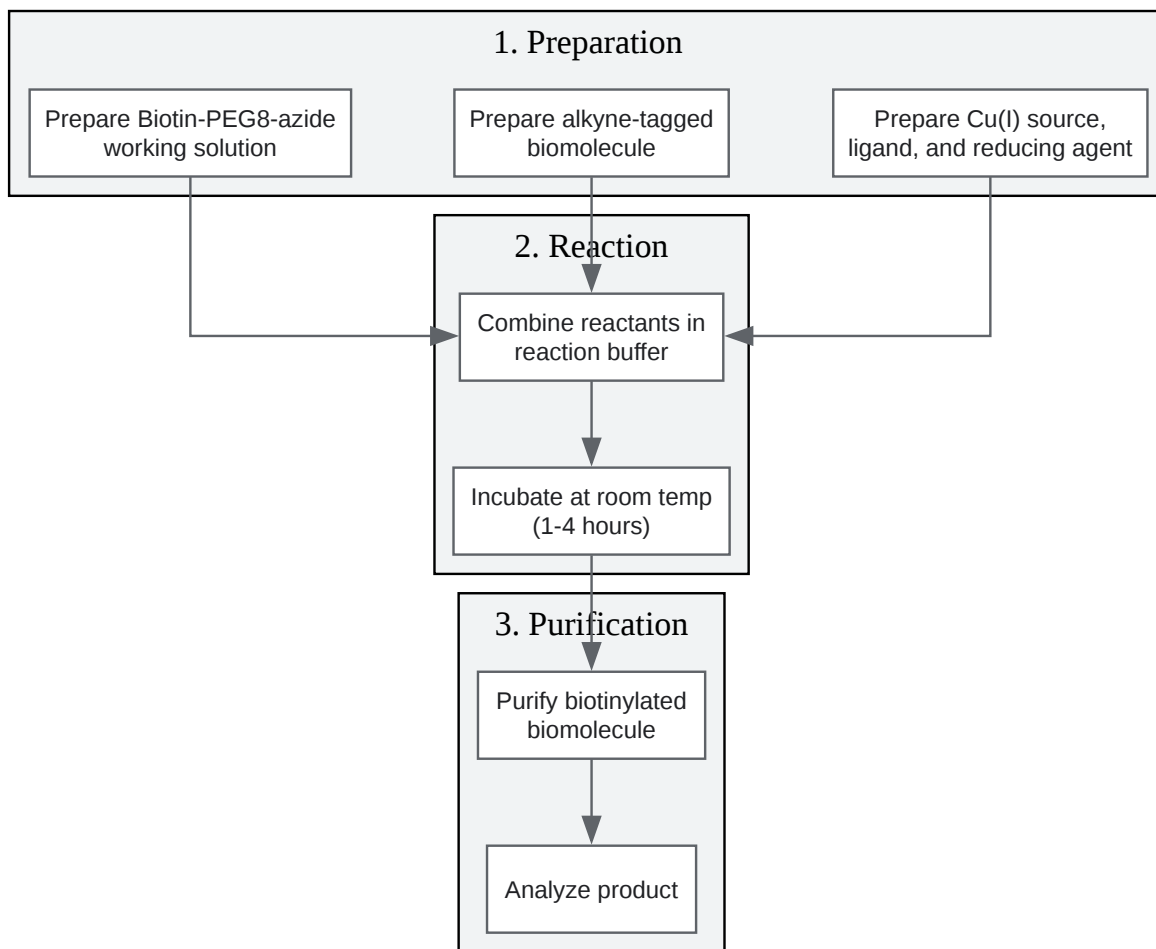 1. Preparation
Prepare Biotin-PEG8-azide
working solution
Prepare alkyne-tagged
biomolecule
Prepare Cu(I) source,
ligand, and reducing agent
2. Reaction
Combine reactants in
reaction buffer
Incubate at room temp
(1-4 hours)
3. Purification
Purify biotinylated
biomolecule
Analyze product